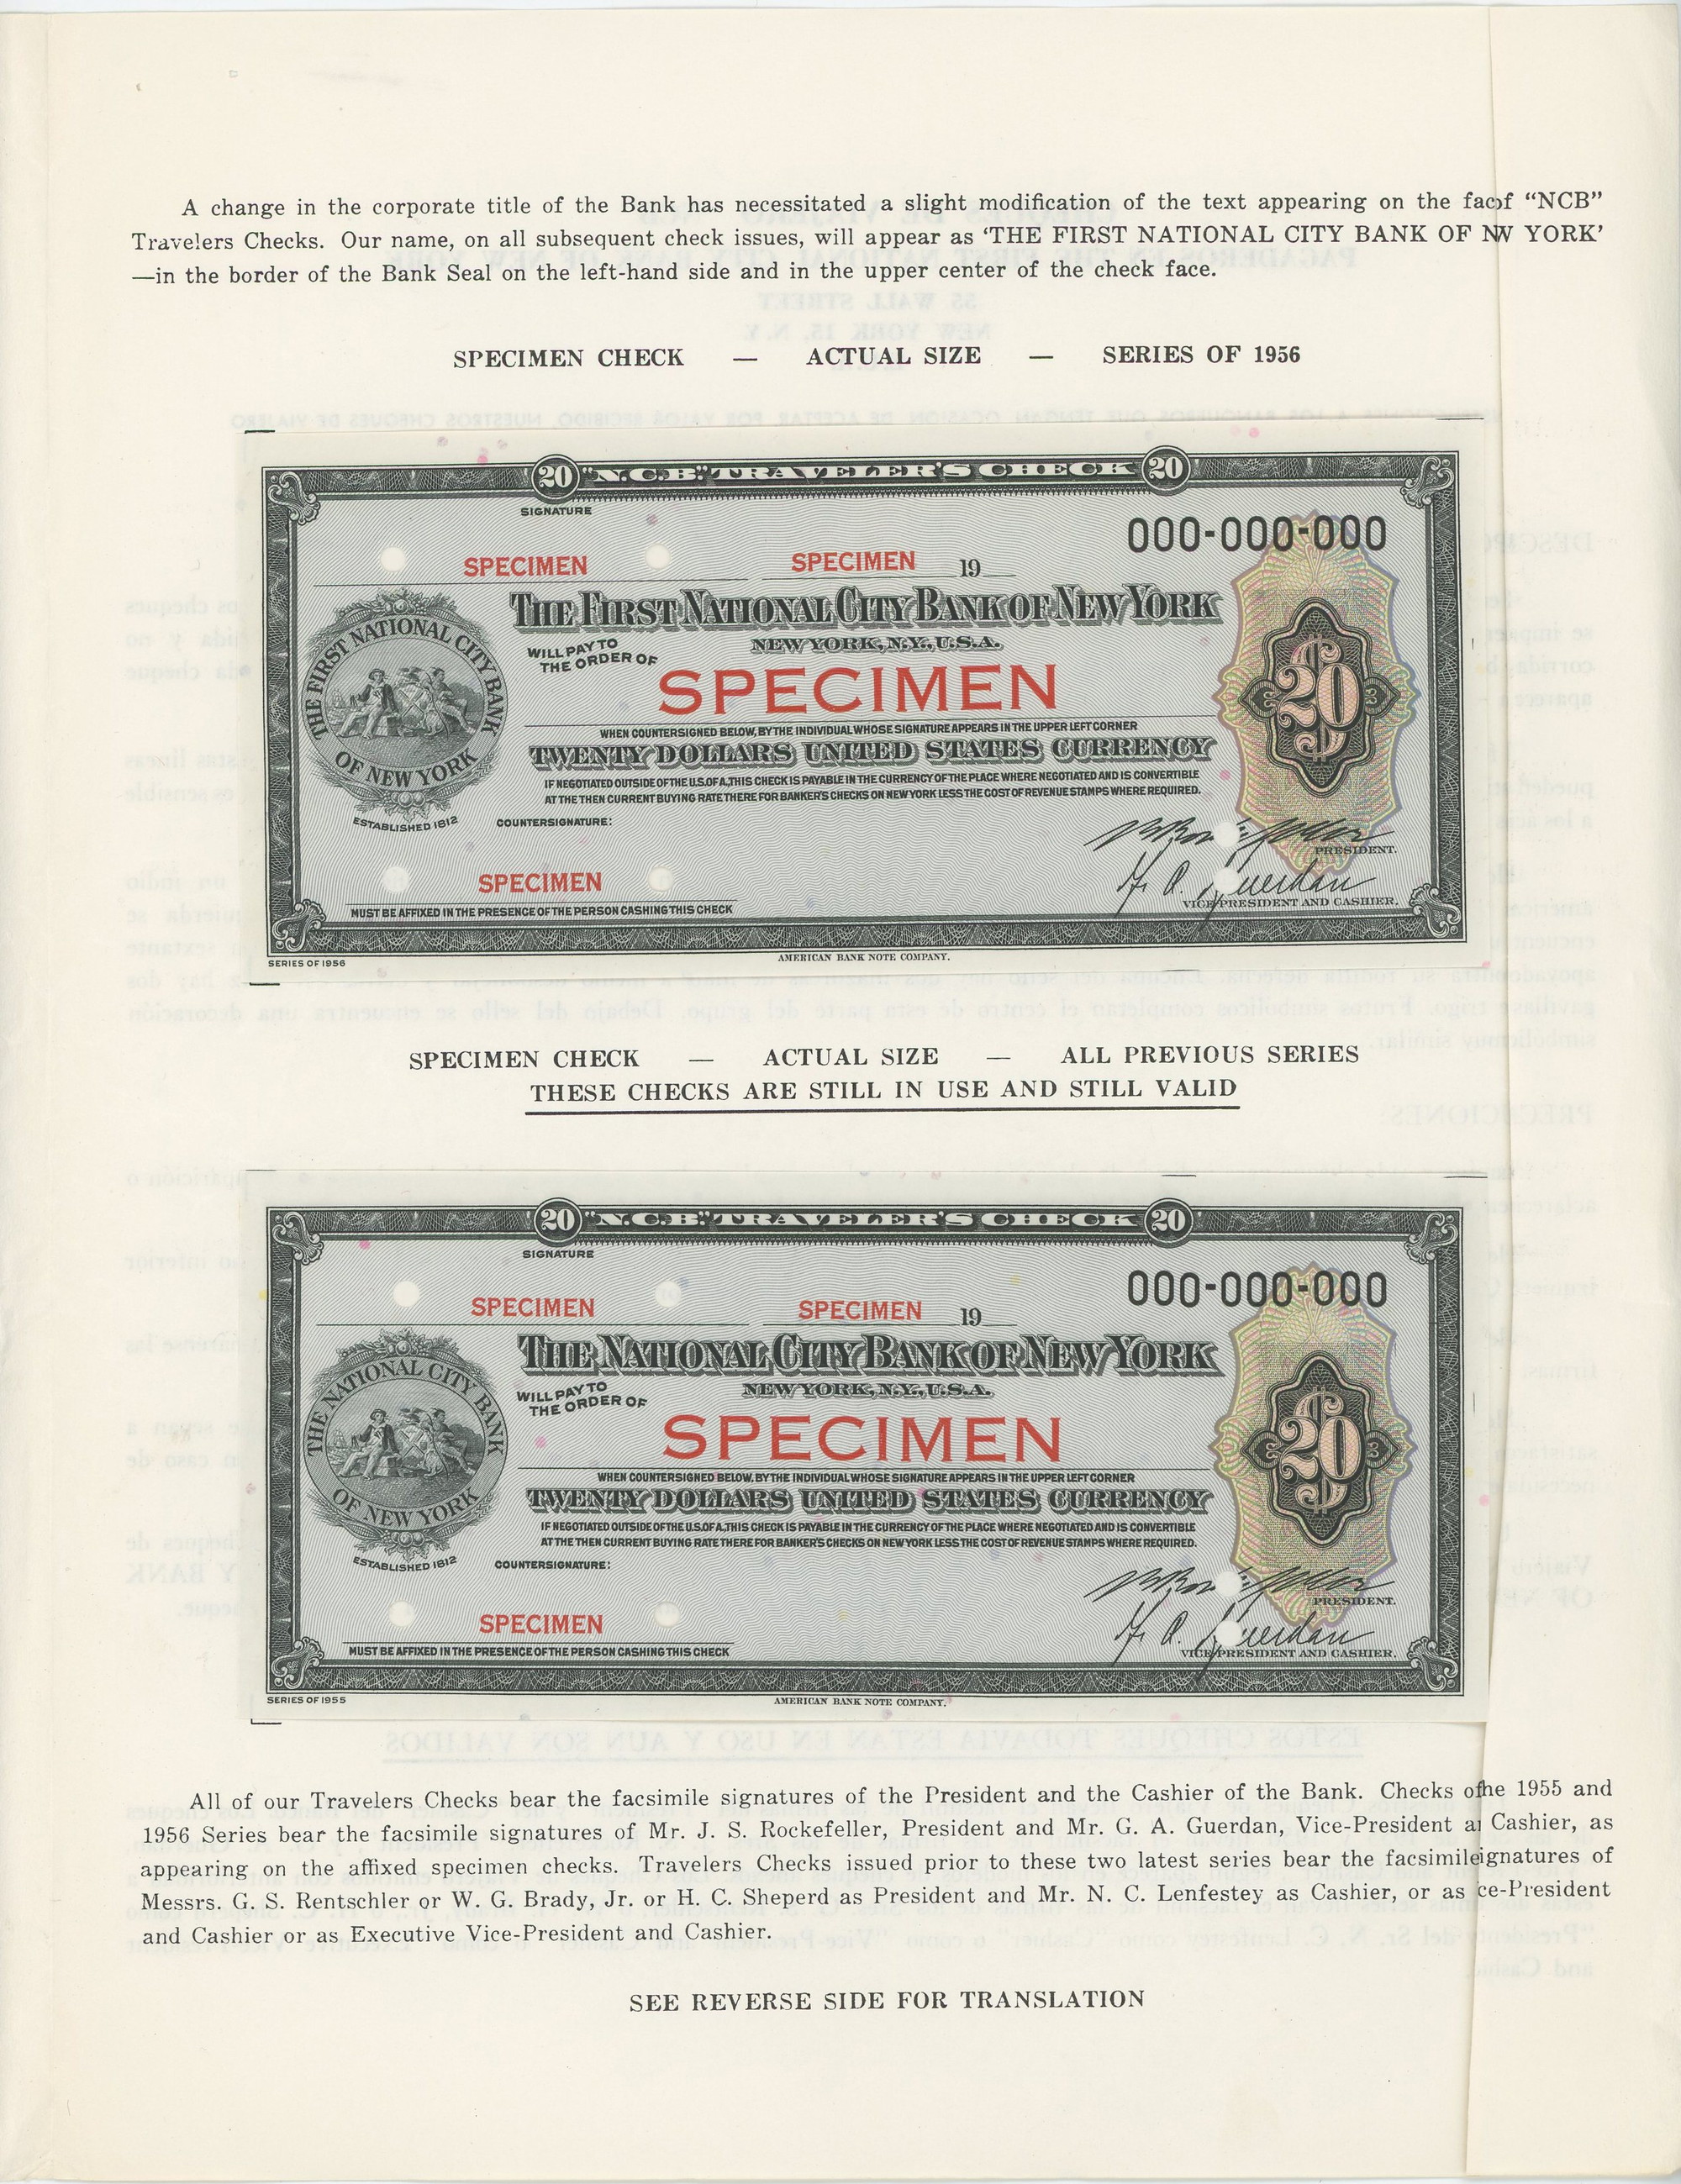 A change in the corporate title of the Bank has necessitated a slight modification of the text appearing on the fac of “NCB”
Travelers Checks. Our name, on all subsequent check issues, will appear as ‘THE FIRST NATIONAL CITY BANK OF NW YORK’
—in the border of the Bank Seal on the left-hand side and in the upper center of the check face.
SPECIMEN CHECK — ACTUAL SIZE — SERIES OF 1956
20 "N.C.B." TRAVELER'S CHECK 20
SIGNATURE
000-000-000
SPECIMEN SPECIMEN 19
THE FIRST NATIONAL CITY BANK OF NEW YORK
NEW YORK, N.Y., U.S.A.
WILL PAY TO
THE ORDER OF
SPECIMEN
THE FIRST NATIONAL CITY BANK
OF NEW YORK
ESTABLISHED 1812
$20
WHEN COUNTERSIGNED BELOW, BY THE INDIVIDUAL WHOSE SIGNATURE APPEARS IN THE UPPER LEFT CORNER
TWENTY DOLLARS UNITED STATES CURRENCY
IF NEGOTIATED OUTSIDE OF THE U.S. OF A., THIS CHECK IS PAYABLE IN THE CURRENCY OF THE PLACE WHERE NEGOTIATED AND IS CONVERTIBLE
AT THE THEN CURRENT BUYING RATE THERE FOR BANKER'S CHECKS ON NEW YORK LESS THE COST OF REVENUE STAMPS WHERE REQUIRED.
COUNTERSIGNATURE:
PRESIDENT.
SPECIMEN
G. A. Guerdan
VICE PRESIDENT AND CASHIER.
MUST BE AFFIXED IN THE PRESENCE OF THE PERSON CASHING THIS CHECK
SERIES OF 1956
AMERICAN BANK NOTE COMPANY.
SPECIMEN CHECK — ACTUAL SIZE — ALL PREVIOUS SERIES
THESE CHECKS ARE STILL IN USE AND STILL VALID
20 "N.C.B." TRAVELER'S CHECK 20
SIGNATURE
000-000-000
SPECIMEN SPECIMEN 19
THE NATIONAL CITY BANK OF NEW YORK
NEW YORK, N.Y., U.S.A.
WILL PAY TO
THE ORDER OF
SPECIMEN
THE NATIONAL CITY BANK
OF NEW YORK
ESTABLISHED 1812
$20
WHEN COUNTERSIGNED BELOW, BY THE INDIVIDUAL WHOSE SIGNATURE APPEARS IN THE UPPER LEFT CORNER
TWENTY DOLLARS UNITED STATES CURRENCY
IF NEGOTIATED OUTSIDE OF THE U.S. OF A., THIS CHECK IS PAYABLE IN THE CURRENCY OF THE PLACE WHERE NEGOTIATED AND IS CONVERTIBLE
AT THE THEN CURRENT BUYING RATE THERE FOR BANKER'S CHECKS ON NEW YORK LESS THE COST OF REVENUE STAMPS WHERE REQUIRED.
COUNTERSIGNATURE:
PRESIDENT.
SPECIMEN
G. A. Guerdan
VICE PRESIDENT AND CASHIER.
MUST BE AFFIXED IN THE PRESENCE OF THE PERSON CASHING THIS CHECK
SERIES OF 1955
AMERICAN BANK NOTE COMPANY.
All of our Travelers Checks bear the facsimile signatures of the President and the Cashier of the Bank. Checks of he 1955 and
1956 Series bear the facsimile signatures of Mr. J. S. Rockefeller, President and Mr. G. A. Guerdan, Vice-President a Cashier, as
appearing on the affixed specimen checks. Travelers Checks issued prior to these two latest series bear the facsimile ignatures of
Messrs. G. S. Rentschler or W. G. Brady, Jr. or H. C. Sheperd as President and Mr. N. C. Lenfestey as Cashier, or as ce-President
and Cashier or as Executive Vice-President and Cashier.
SEE REVERSE SIDE FOR TRANSLATION